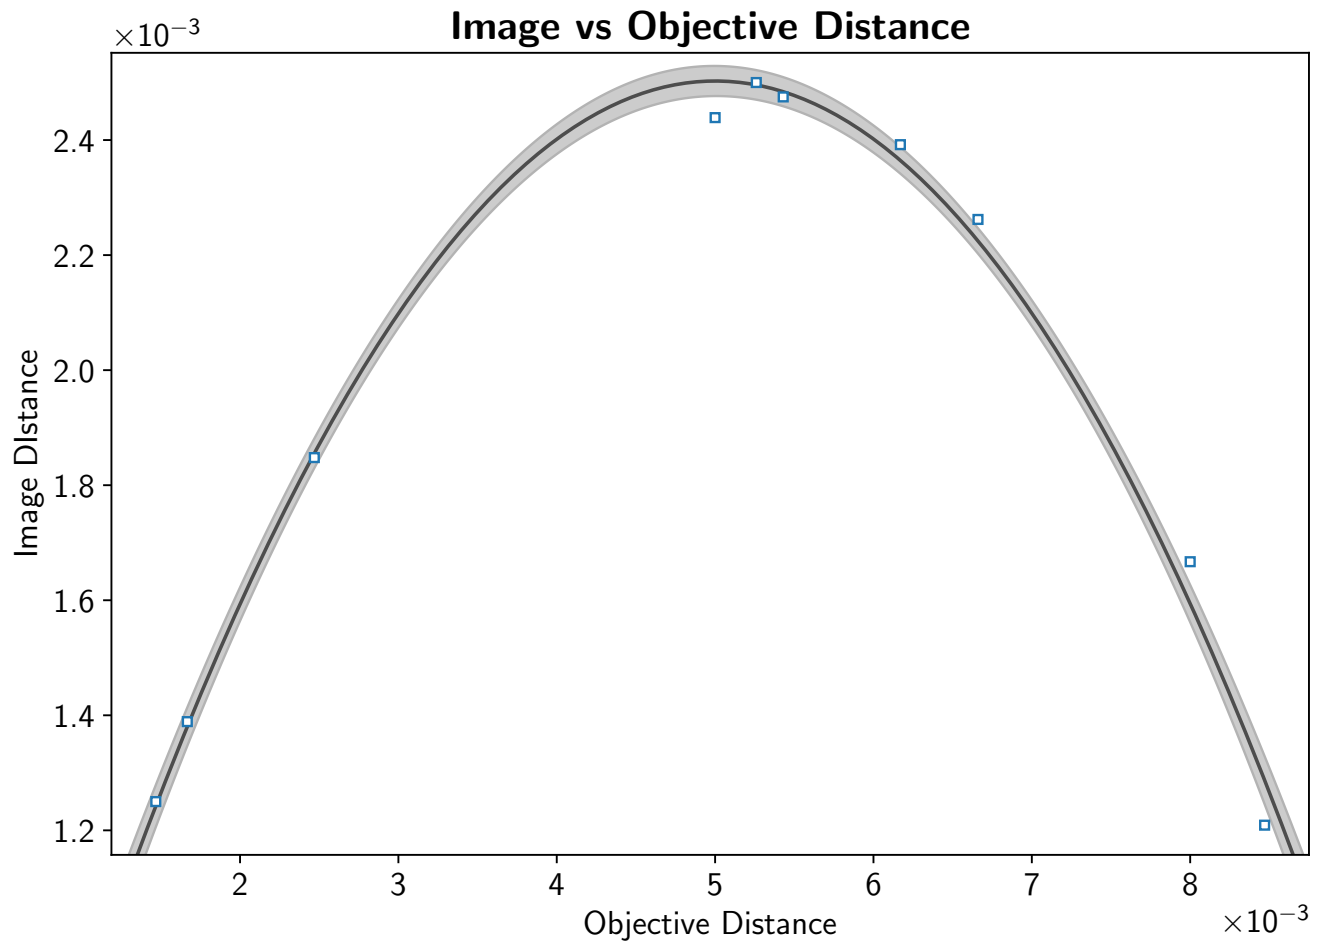 Image vs Objective Distance
×10−3
2.4
2.2
2.0
1.8
1.6
1.4
1.2
Image DIstance
2 3 4 5 6 7 8
Objective Distance
×10−3